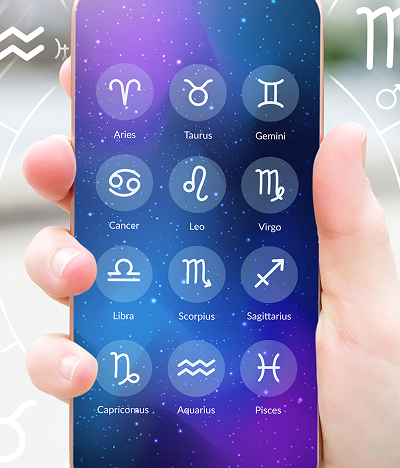 Aries Taurus Gemini
Cancer Leo Virgo
Libra Scorpius Sagittarius
Capricornus Aquarius Pisces